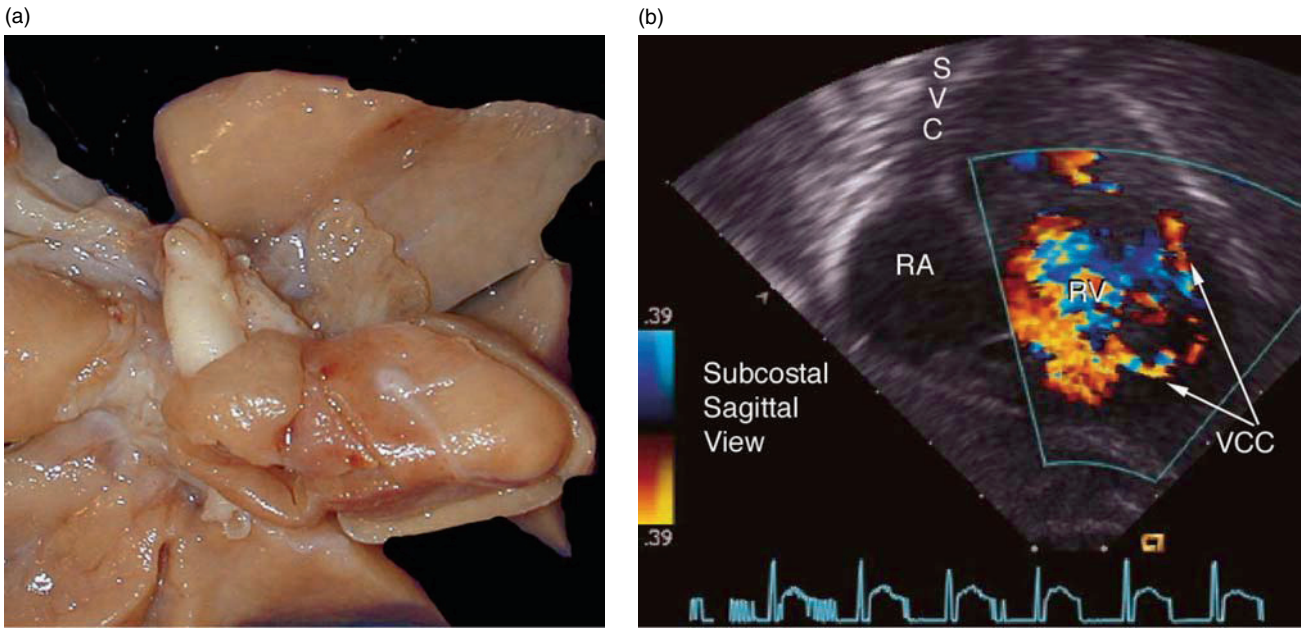 (a)
(b)
S
V
C
RA
RV
.39
Subcostal
Sagittal
View
VCC
.39